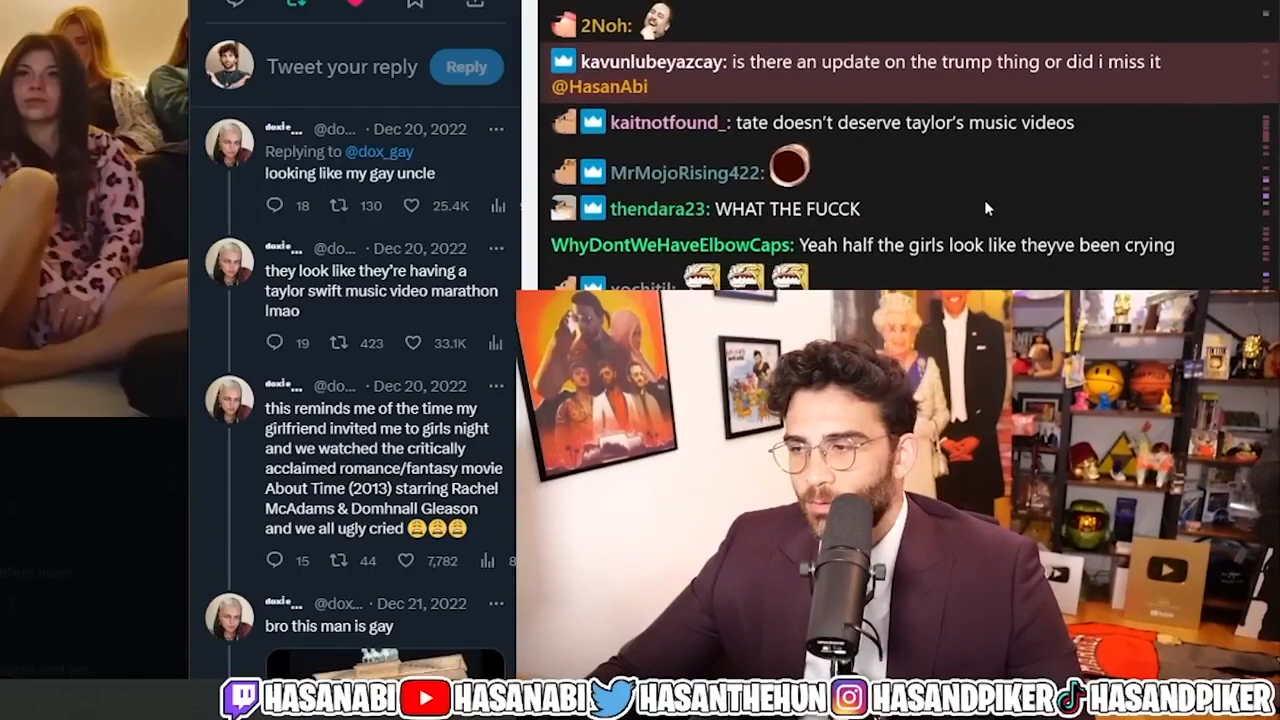 Tweet your reply
Reply
doxie... @do... · Dec 20, 2022 ···
Replying to @dox_gay
looking like my gay uncle
18 130 25.4K
doxie... @do... · Dec 20, 2022 ···
they look like they're having a
taylor swift music video marathon
lmao
19 423 33.1K
doxie... @do... · Dec 20, 2022 ···
this reminds me of the time my
girlfriend invited me to girls night
and we watched the critically
acclaimed romance/fantasy movie
About Time (2013) starring Rachel
McAdams & Domhnall Gleason
and we all ugly cried 😩😩😩
15 44 7,782 8
doxie... @dox... · Dec 21, 2022 ···
bro this man is gay
2Noh:
kavunlubeyazcay: is there an update on the trump thing or did i miss it
@HasanAbi
kaitnotfound_: tate doesn't deserve taylor's music videos
MrMojoRising422:
thendara23: WHAT THE FUCCK
WhyDontWeHaveElbowCaps: Yeah half the girls look like theyve been crying
xochitil:
HASANABI HASANABI HASANTHEHUN HASANDPIKER HASANDPIKER